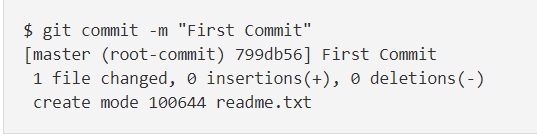 $ git commit -m "First Commit"
[master (root-commit) 799db56] First Commit
 1 file changed, 0 insertions(+), 0 deletions(-)
 create mode 100644 readme.txt